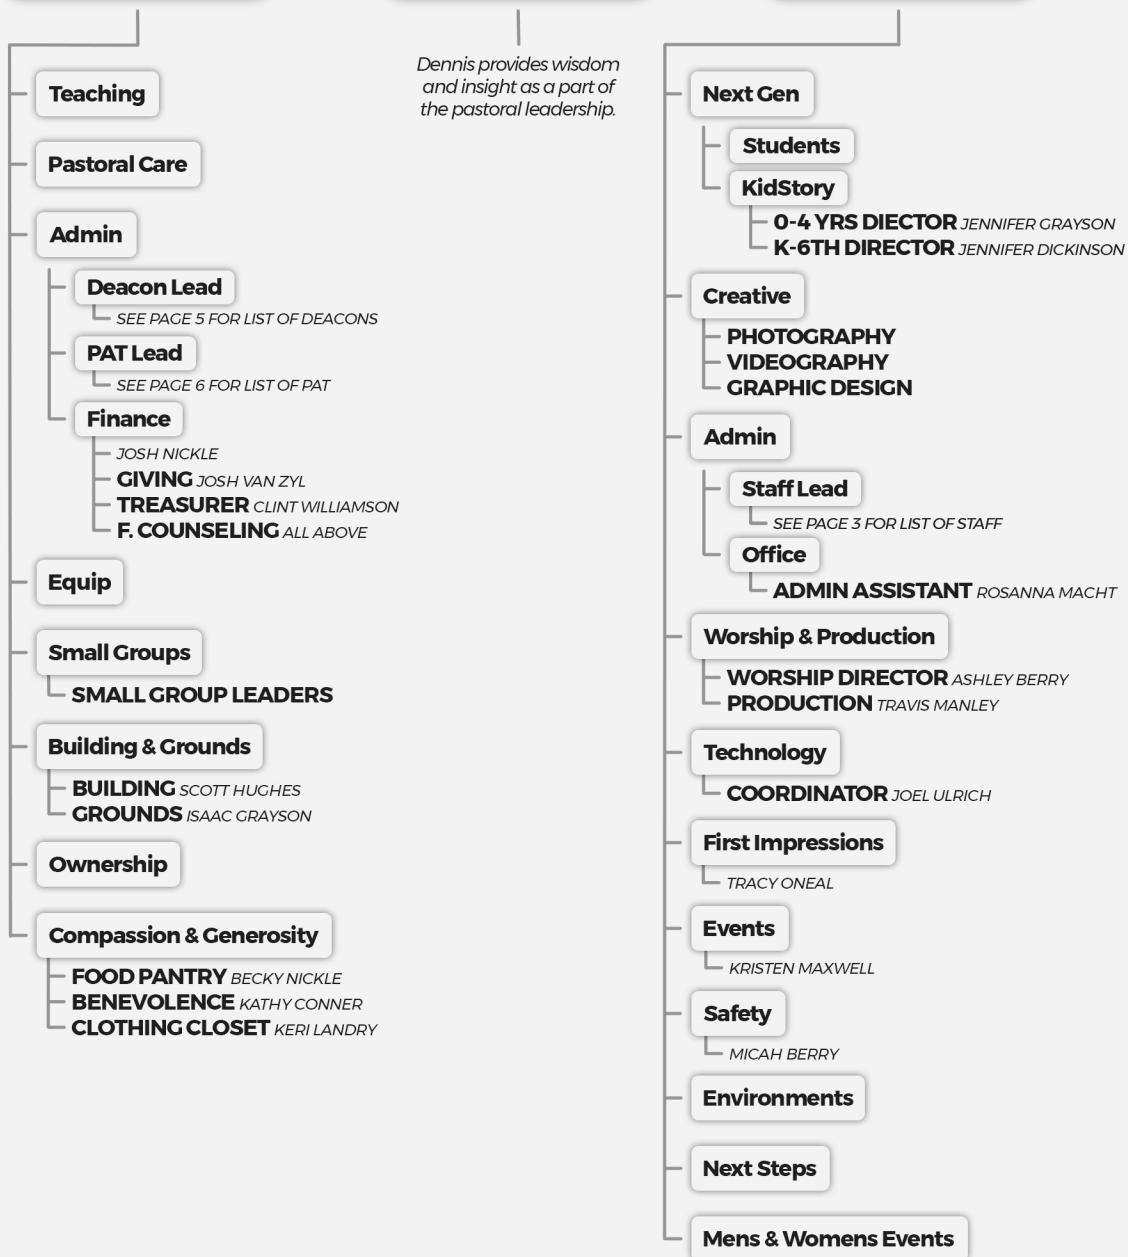 Teaching
Pastoral Care
Admin
Deacon Lead
SEE PAGE 5 FOR LIST OF DEACONS
PAT Lead
SEE PAGE 6 FOR LIST OF PAT
Finance
JOSH NICKLE
GIVING JOSH VAN ZYL
TREASURER CLINT WILLIAMSON
F. COUNSELING ALL ABOVE
Equip
Small Groups
SMALL GROUP LEADERS
Building & Grounds
BUILDING SCOTT HUGHES
GROUNDS ISAAC GRAYSON
Ownership
Compassion & Generosity
FOOD PANTRY BECKY NICKLE
BENEVOLENCE KATHY CONNER
CLOTHING CLOSET KERI LANDRY
Dennis provides wisdom
and insight as a part of
the pastoral leadership.
Next Gen
Students
KidStory
0-4 YRS DIECTOR JENNIFER GRAYSON
K-6TH DIRECTOR JENNIFER DICKINSON
Creative
PHOTOGRAPHY
VIDEOGRAPHY
GRAPHIC DESIGN
Admin
Staff Lead
SEE PAGE 3 FOR LIST OF STAFF
Office
ADMIN ASSISTANT ROSANNA MACHT
Worship & Production
WORSHIP DIRECTOR ASHLEY BERRY
PRODUCTION TRAVIS MANLEY
Technology
COORDINATOR JOEL ULRICH
First Impressions
TRACY ONEAL
Events
KRISTEN MAXWELL
Safety
MICAH BERRY
Environments
Next Steps
Mens & Womens Events